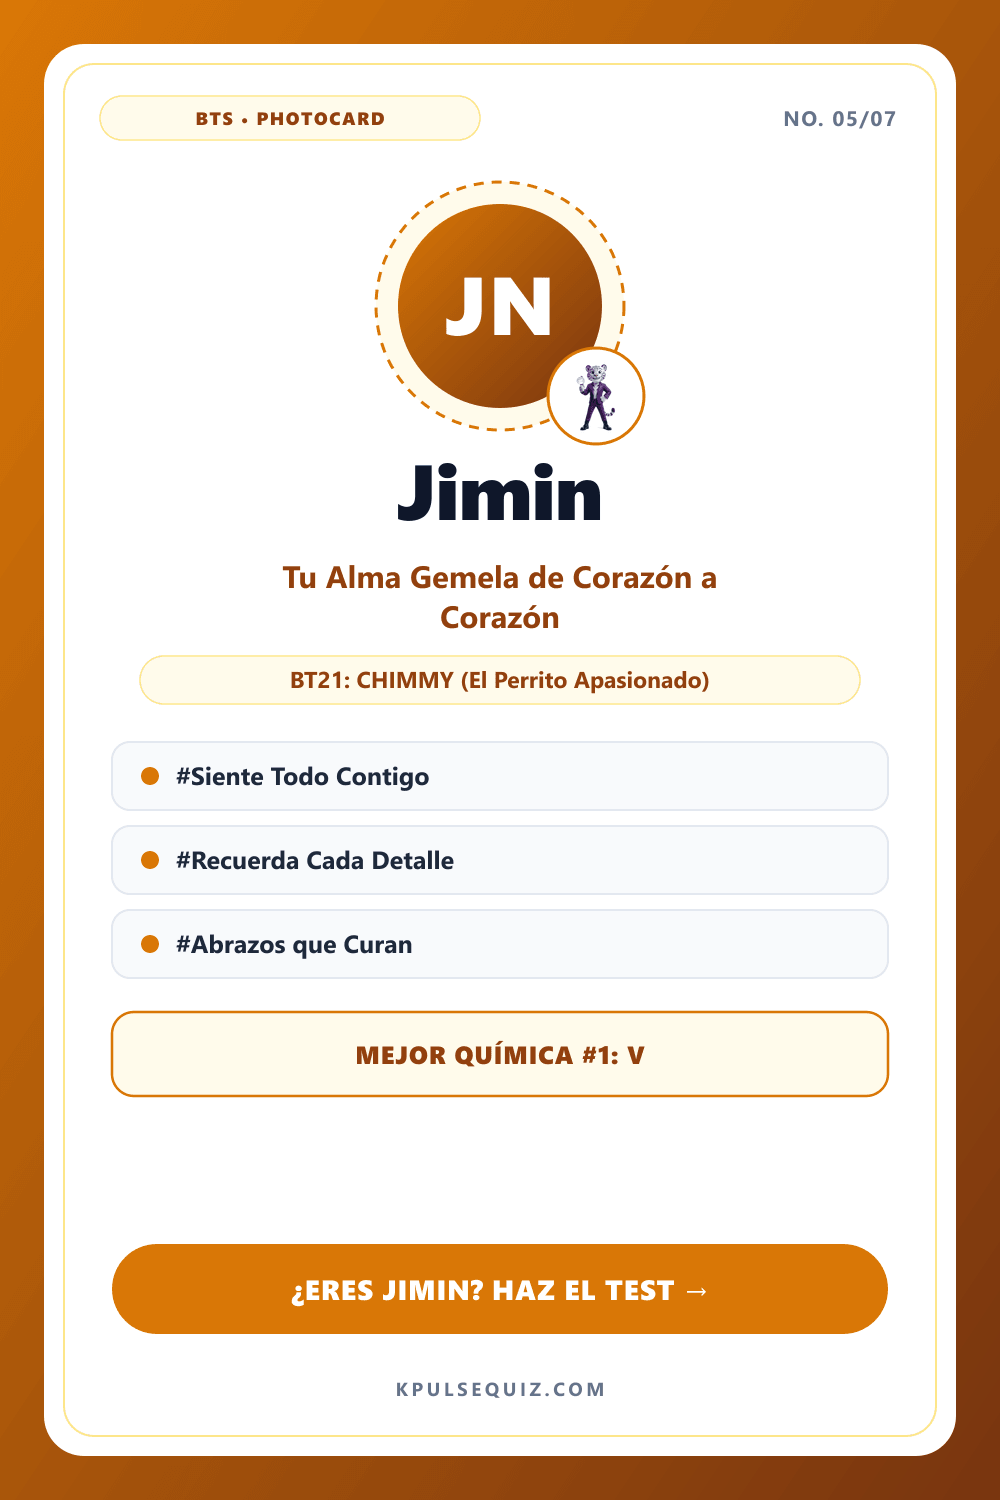 BTS • PHOTOCARD
NO. 05/07
JN
Jimin
Tu Alma Gemela de Corazón a
Corazón
BT21: CHIMMY (El Perrito Apasionado)
#Siente Todo Contigo
#Recuerda Cada Detalle
#Abrazos que Curan
MEJOR QUÍMICA #1: V
¿ERES JIMIN? HAZ EL TEST →
KPULSEQUIZ.COM